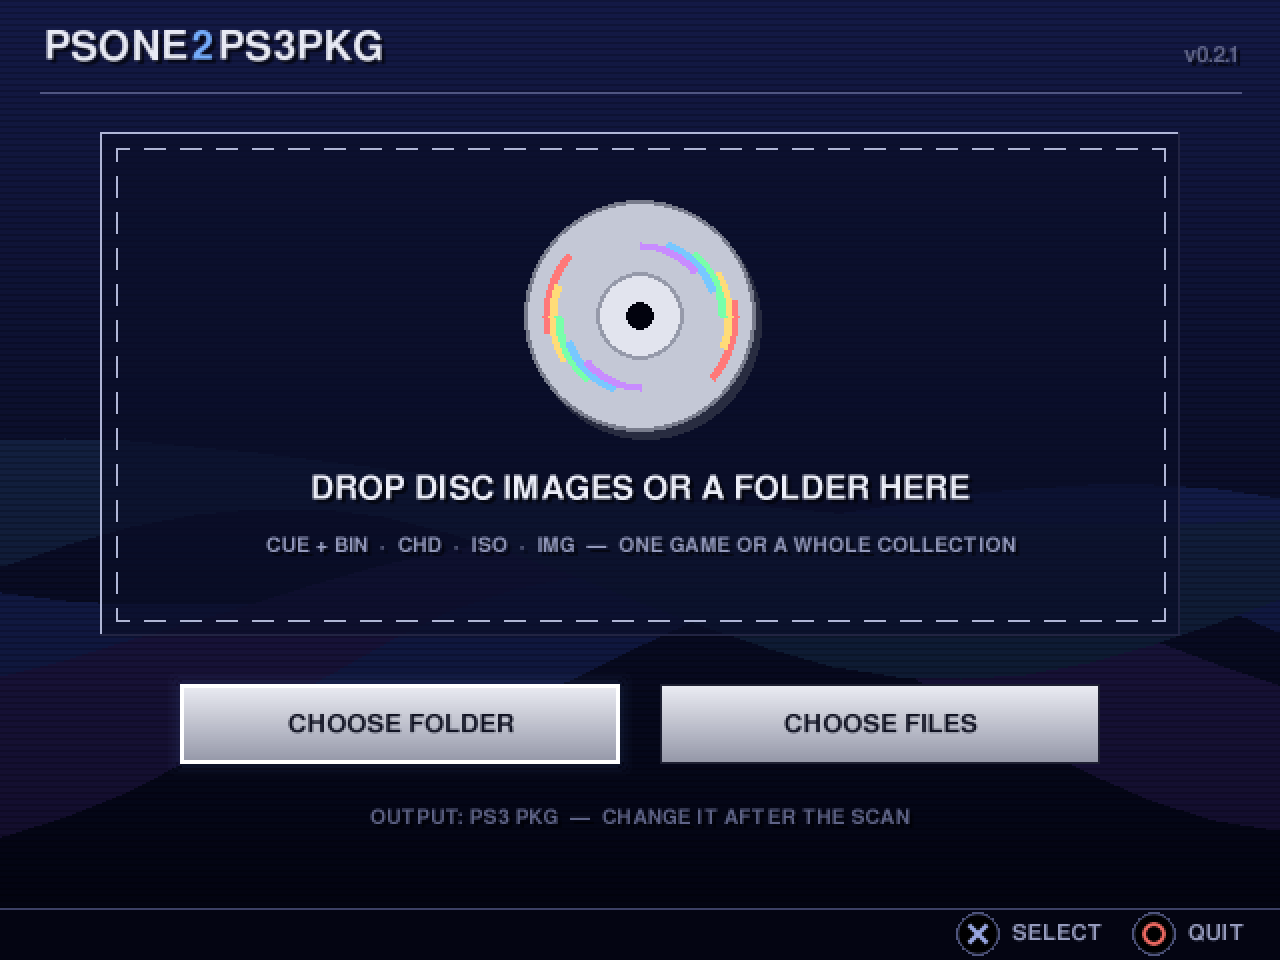 PSONE2PS3PKG
v0.2.1
DROP DISC IMAGES OR A FOLDER HERE
CUE + BIN · CHD · ISO · IMG — ONE GAME OR A WHOLE COLLECTION
CHOOSE FOLDER
CHOOSE FILES
OUTPUT: PS3 PKG — CHANGE IT AFTER THE SCAN
SELECT
QUIT